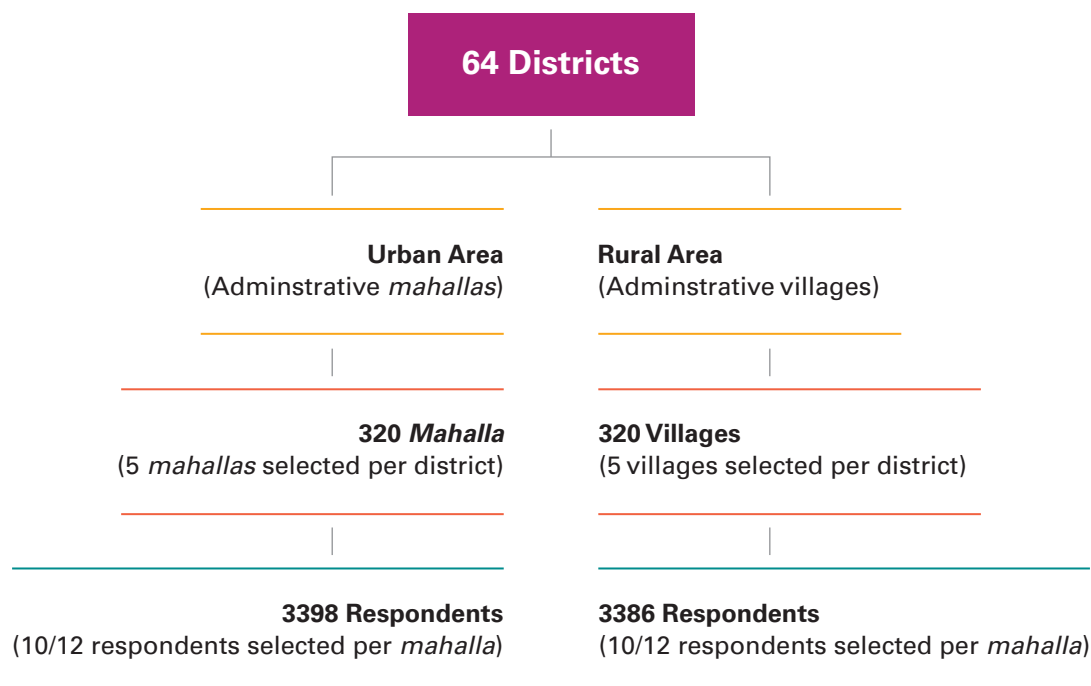 64 Districts
Urban Area
(Adminstrative mahallas)
Rural Area
(Adminstrative villages)
320 Mahalla
(5 mahallas selected per district)
320 Villages
(5 villages selected per district)
3398 Respondents
(10/12 respondents selected per mahalla)
3386 Respondents
(10/12 respondents selected per mahalla)